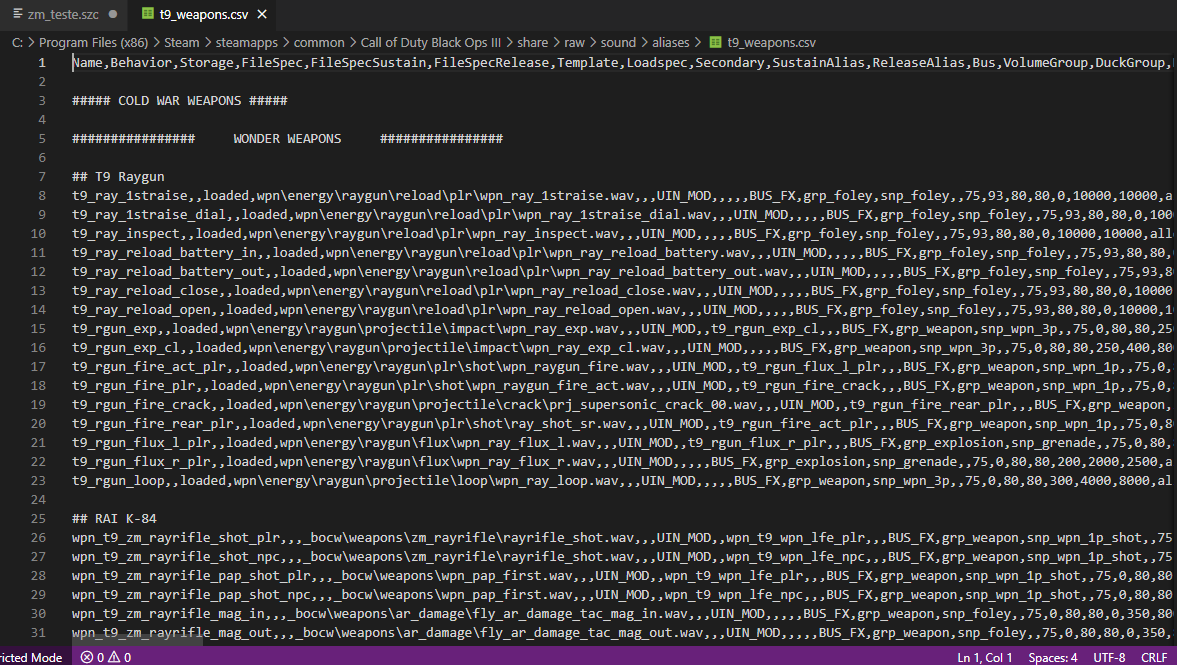 zm_teste.szc
t9_weapons.csv
C: > Program Files (x86) > Steam > steamapps > common > Call of Duty Black Ops III > share > raw > sound > aliases > t9_weapons.csv
1 Name,Behavior,Storage,FileSpec,FileSpecSustain,FileSpecRelease,Template,Loadspec,Secondary,SustainAlias,ReleaseAlias,Bus,VolumeGroup,DuckGroup,
2
3 ##### COLD WAR WEAPONS #####
4
5 ################ WONDER WEAPONS ################
6
7 ## T9 Raygun
8 t9_ray_1straise,,loaded,wpn\energy\raygun\reload\plr\wpn_ray_1straise.wav,,,UIN_MOD,,,,,BUS_FX,grp_foley,snp_foley,,75,93,80,80,0,10000,10000,a
9 t9_ray_1straise_dial,,loaded,wpn\energy\raygun\reload\plr\wpn_ray_1straise_dial.wav,,,UIN_MOD,,,,,BUS_FX,grp_foley,snp_foley,,75,93,80,80,0,100
10 t9_ray_inspect,,loaded,wpn\energy\raygun\reload\plr\wpn_ray_inspect.wav,,,UIN_MOD,,,,,BUS_FX,grp_foley,snp_foley,,75,93,80,80,0,10000,10000,all
11 t9_ray_reload_battery_in,,loaded,wpn\energy\raygun\reload\plr\wpn_ray_reload_battery.wav,,,UIN_MOD,,,,,BUS_FX,grp_foley,snp_foley,,75,93,80,80,
12 t9_ray_reload_battery_out,,loaded,wpn\energy\raygun\reload\plr\wpn_ray_reload_battery_out.wav,,,UIN_MOD,,,,,BUS_FX,grp_foley,snp_foley,,75,93,8
13 t9_ray_reload_close,,loaded,wpn\energy\raygun\reload\plr\wpn_ray_reload_close.wav,,,UIN_MOD,,,,,BUS_FX,grp_foley,snp_foley,,75,93,80,80,0,10000
14 t9_ray_reload_open,,loaded,wpn\energy\raygun\reload\plr\wpn_ray_reload_open.wav,,,UIN_MOD,,,,,BUS_FX,grp_foley,snp_foley,,75,93,80,80,0,10000,1
15 t9_rgun_exp,,loaded,wpn\energy\raygun\projectile\impact\wpn_ray_exp.wav,,,UIN_MOD,,t9_rgun_exp_cl,,,BUS_FX,grp_weapon,snp_wpn_3p,,75,0,80,80,25
16 t9_rgun_exp_cl,,loaded,wpn\energy\raygun\projectile\impact\wpn_ray_exp_cl.wav,,,UIN_MOD,,,,,BUS_FX,grp_weapon,snp_wpn_3p,,75,0,80,80,250,400,80
17 t9_rgun_fire_act_plr,,loaded,wpn\energy\raygun\plr\shot\wpn_raygun_fire.wav,,,UIN_MOD,,t9_rgun_flux_l_plr,,,BUS_FX,grp_weapon,snp_wpn_1p,,75,0,
18 t9_rgun_fire_plr,,loaded,wpn\energy\raygun\plr\shot\wpn_raygun_fire_act.wav,,,UIN_MOD,,t9_rgun_fire_crack,,,BUS_FX,grp_weapon,snp_wpn_1p,,75,0,
19 t9_rgun_fire_crack,,loaded,wpn\energy\raygun\projectile\crack\prj_supersonic_crack_00.wav,,,UIN_MOD,,t9_rgun_fire_rear_plr,,,BUS_FX,grp_weapon,
20 t9_rgun_fire_rear_plr,,loaded,wpn\energy\raygun\plr\shot\ray_shot_sr.wav,,,UIN_MOD,,t9_rgun_fire_act_plr,,,BUS_FX,grp_weapon,snp_wpn_1p,,75,0,8
21 t9_rgun_flux_l_plr,,loaded,wpn\energy\raygun\flux\wpn_ray_flux_l.wav,,,UIN_MOD,,t9_rgun_flux_r_plr,,,BUS_FX,grp_explosion,snp_grenade,,75,0,80,
22 t9_rgun_flux_r_plr,,loaded,wpn\energy\raygun\flux\wpn_ray_flux_r.wav,,,UIN_MOD,,,,,BUS_FX,grp_explosion,snp_grenade,,75,0,80,80,200,2000,2500,a
23 t9_rgun_loop,,loaded,wpn\energy\raygun\projectile\loop\wpn_ray_loop.wav,,,UIN_MOD,,,,,BUS_FX,grp_weapon,snp_wpn_3p,,75,0,80,80,300,4000,8000,al
24
25 ## RAI K-84
26 wpn_t9_zm_rayrifle_shot_plr,,,_bocw\weapons\zm_rayrifle\rayrifle_shot.wav,,,UIN_MOD,,wpn_t9_wpn_lfe_plr,,,BUS_FX,grp_weapon,snp_wpn_1p_shot,,75
27 wpn_t9_zm_rayrifle_shot_npc,,,_bocw\weapons\zm_rayrifle\rayrifle_shot.wav,,,UIN_MOD,,wpn_t9_wpn_lfe_npc,,,BUS_FX,grp_weapon,snp_wpn_1p_shot,,75
28 wpn_t9_zm_rayrifle_pap_shot_plr,,,_bocw\weapons\wpn_pap_first.wav,,,UIN_MOD,,wpn_t9_wpn_lfe_plr,,,BUS_FX,grp_weapon,snp_wpn_1p_shot,,75,0,80,80
29 wpn_t9_zm_rayrifle_pap_shot_npc,,,_bocw\weapons\wpn_pap_first.wav,,,UIN_MOD,,wpn_t9_wpn_lfe_npc,,,BUS_FX,grp_weapon,snp_wpn_1p_shot,,75,0,80,80
30 wpn_t9_zm_rayrifle_mag_in,,,_bocw\weapons\ar_damage\fly_ar_damage_tac_mag_in.wav,,,UIN_MOD,,,,,BUS_FX,grp_weapon,snp_foley,,75,0,80,80,0,350,80
31 wpn_t9_zm_rayrifle_mag_out,,,_bocw\weapons\ar_damage\fly_ar_damage_tac_mag_out.wav,,,UIN_MOD,,,,,BUS_FX,grp_weapon,snp_foley,,75,0,80,80,0,350,
ricted Mode 0 0 Ln 1, Col 1 Spaces: 4 UTF-8 CRLF